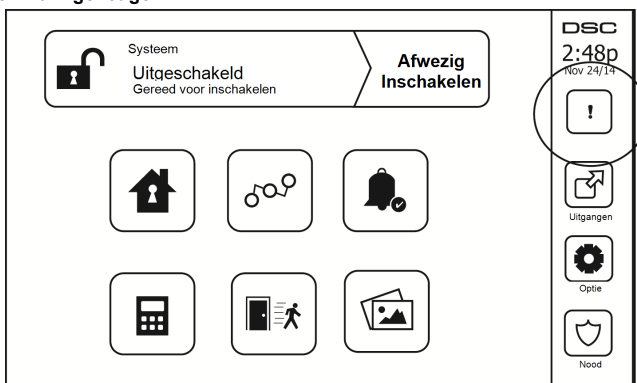 Systeem
Uitgeschakeld
Gereed voor inschakelen
Afwezig
Inschakelen
DSC
2:48p
Nov 24/14
!
Uitgangen
Optie
Nood